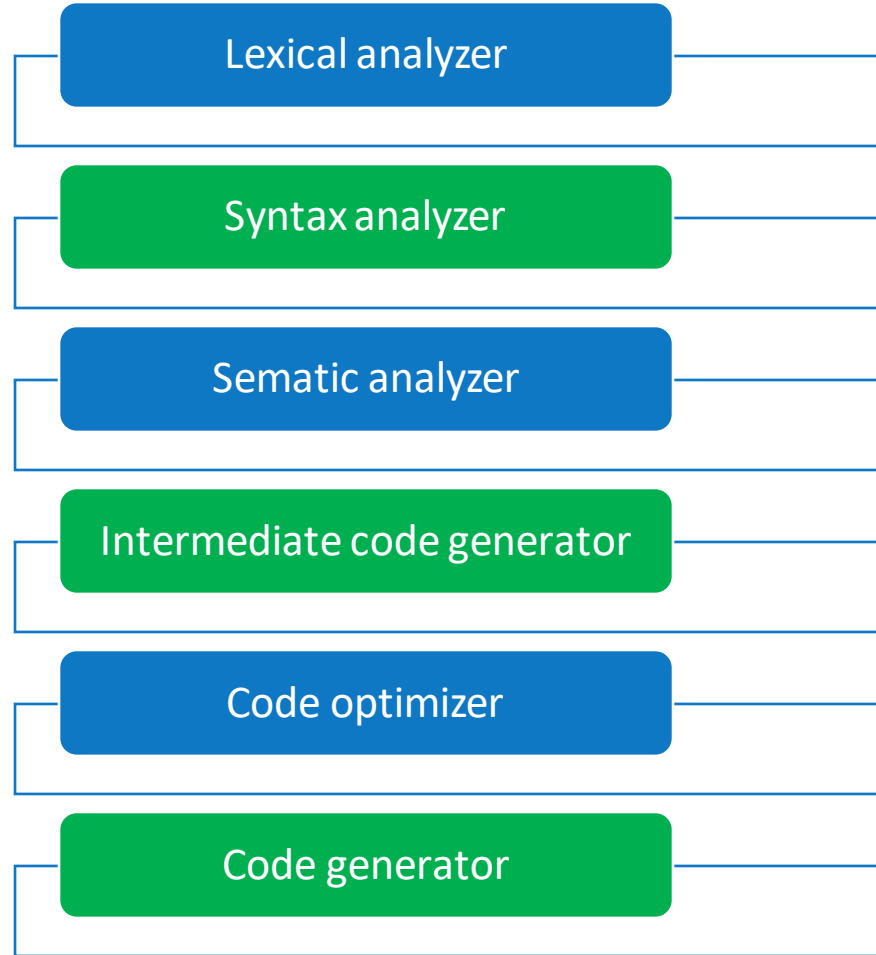 Lexical analyzer
Syntax analyzer
Sematic analyzer
Intermediate code generator
Code optimizer
Code generator